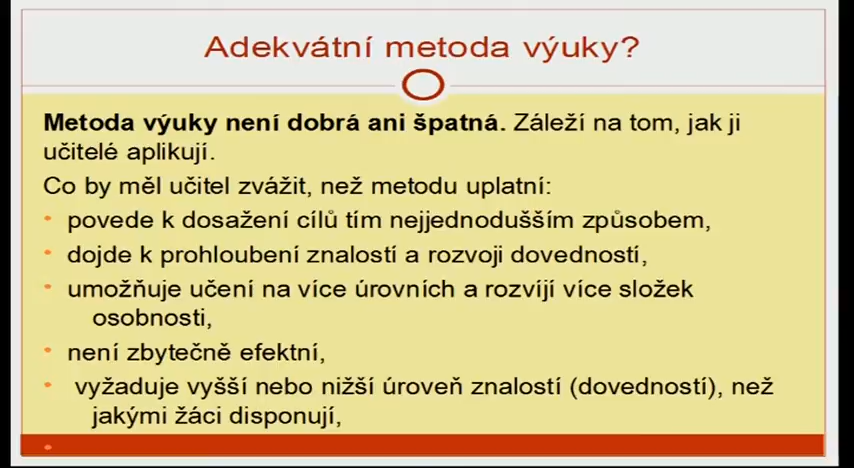 Adekvátní metoda výuky?
Metoda výuky není dobrá ani špatná. Záleží na tom, jak ji
učitelé aplikují.
Co by měl učitel zvážit, než metodu uplatní:
• povede k dosažení cílů tím nejjednodušším způsobem,
• dojde k prohloubení znalostí a rozvoji dovedností,
• umožňuje učení na více úrovních a rozvíjí více složek
osobnosti,
• není zbytečně efektní,
• vyžaduje vyšší nebo nižší úroveň znalostí (dovedností), než
jakými žáci disponují,